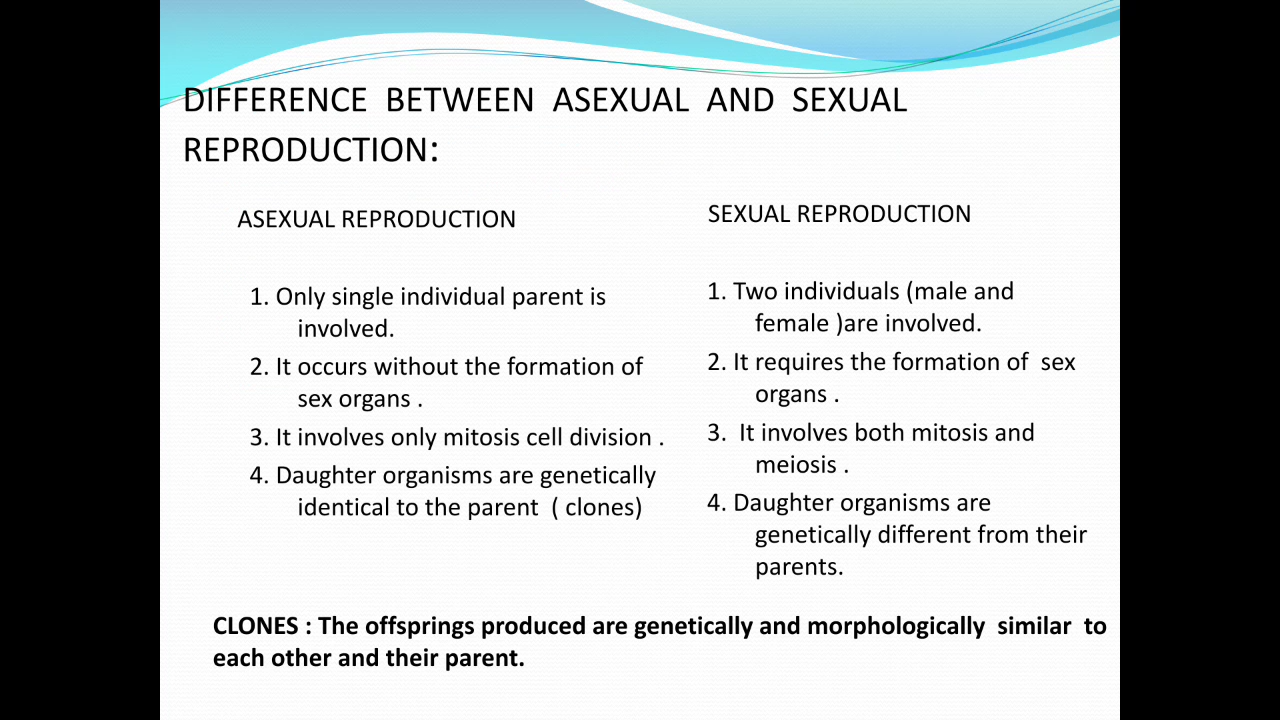 DIFFERENCE BETWEEN ASEXUAL AND SEXUAL
REPRODUCTION:
ASEXUAL REPRODUCTION
1. Only single individual parent is
involved.
2. It occurs without the formation of
sex organs .
3. It involves only mitosis cell division .
4. Daughter organisms are genetically
identical to the parent ( clones)
SEXUAL REPRODUCTION
1. Two individuals (male and
female )are involved.
2. It requires the formation of sex
organs .
3. It involves both mitosis and
meiosis .
4. Daughter organisms are
genetically different from their
parents.
CLONES : The offsprings produced are genetically and morphologically similar to
each other and their parent.